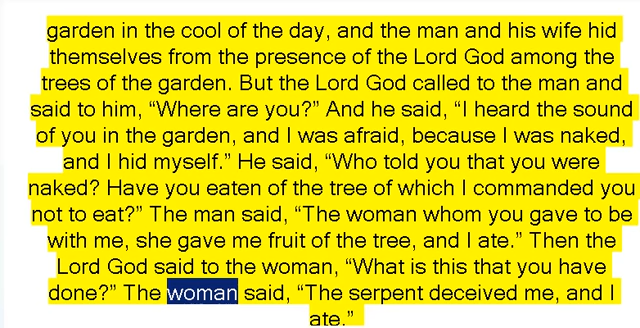 garden in the cool of the day, and the man and his wife hid
themselves from the presence of the Lord God among the
trees of the garden. But the Lord God called to the man and
said to him, “Where are you?” And he said, “I heard the sound
of you in the garden, and I was afraid, because I was naked,
and I hid myself.” He said, “Who told you that you were
naked? Have you eaten of the tree of which I commanded you
not to eat?” The man said, “The woman whom you gave to be
with me, she gave me fruit of the tree, and I ate.” Then the
Lord God said to the woman, “What is this that you have
done?” The woman said, “The serpent deceived me, and I
ate.”